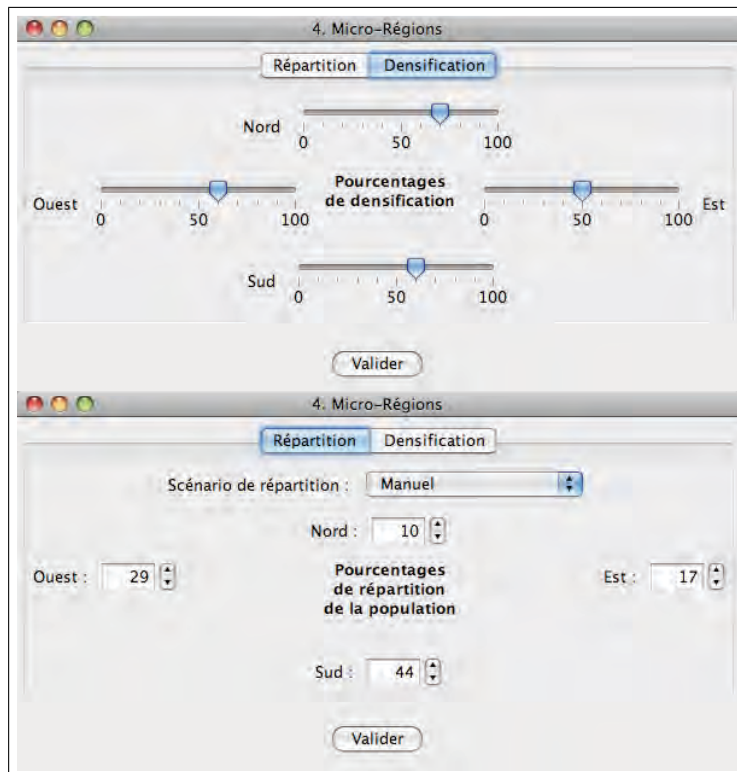 4. Micro-Régions
Répartition Densification
Nord
0 50 100
Ouest
0 50 100
Pourcentages
de densification
0 50 100
Est
Sud
0 50 100
Valider
4. Micro-Régions
Répartition Densification
Scénario de répartition : Manuel
Nord : 10
Ouest : 29
Pourcentages
de répartition
de la population
Est : 17
Sud : 44
Valider